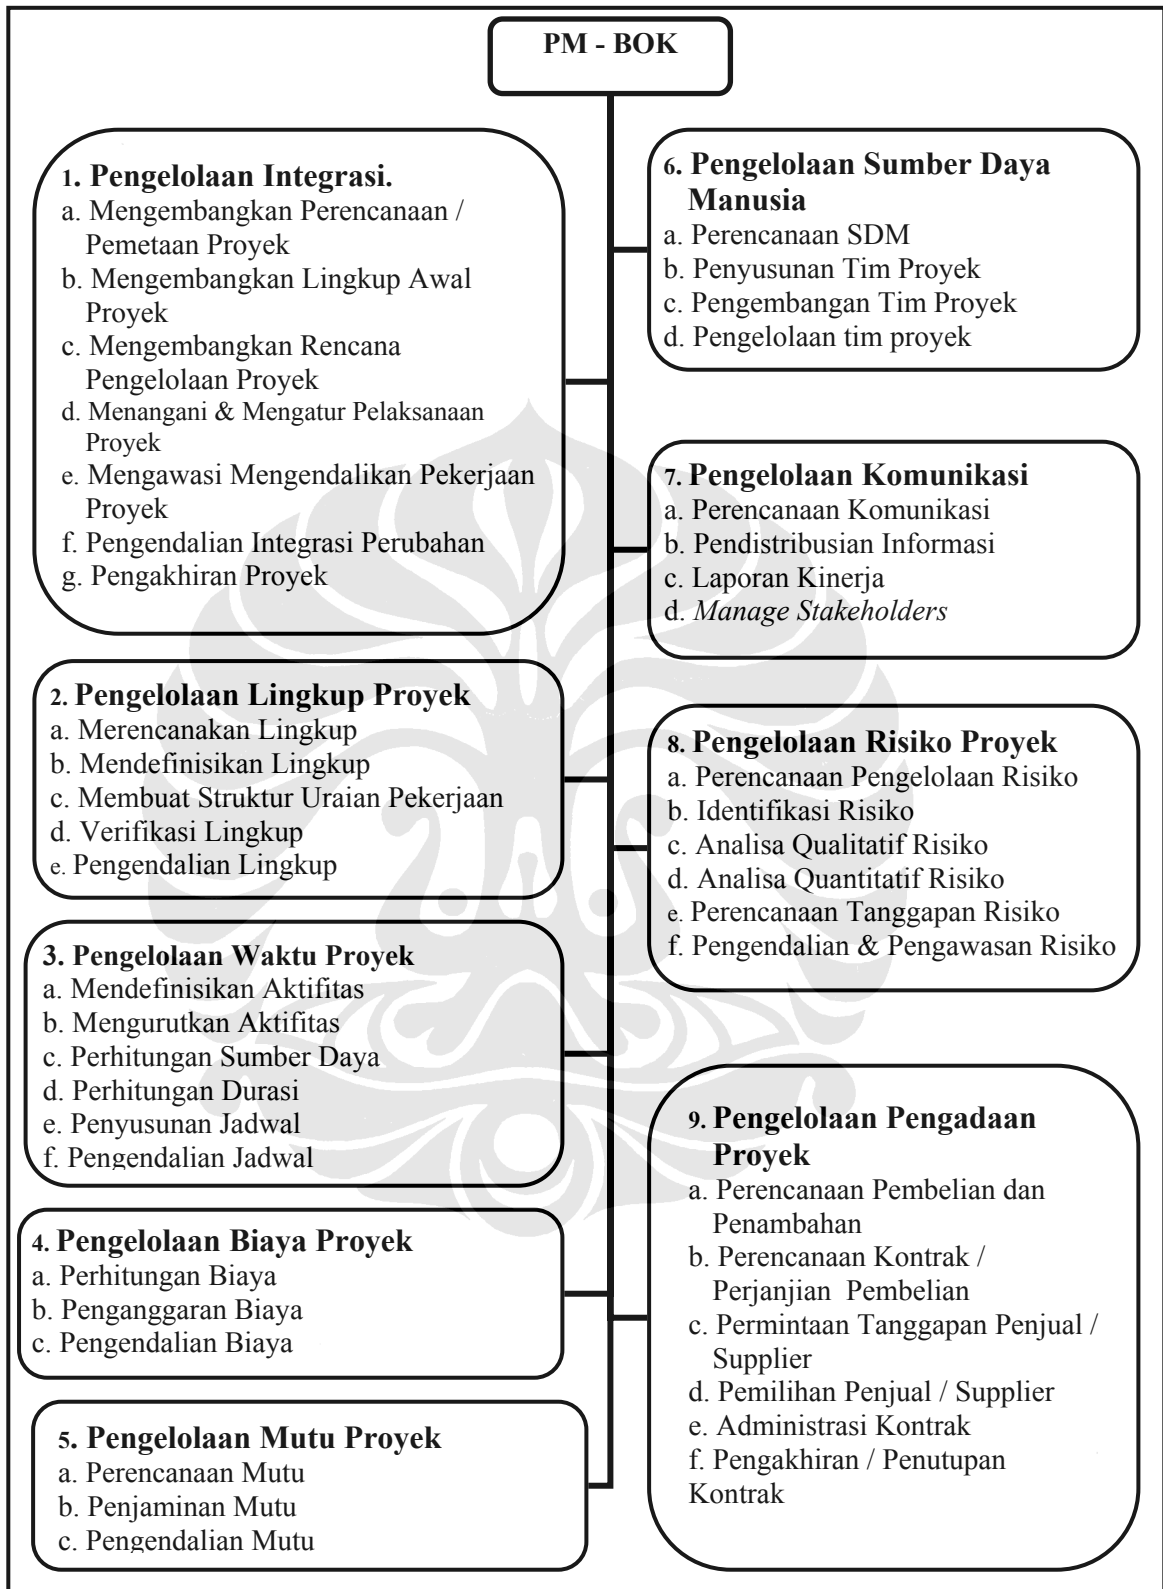 PM - BOK
1. Pengelolaan Integrasi.
a. Mengembangkan Perencanaan /
Pemetaan Proyek
b. Mengembangkan Lingkup Awal
Proyek
c. Mengembangkan Rencana
Pengelolaan Proyek
d. Menangani & Mengatur Pelaksanaan
Proyek
e. Mengawasi Mengendalikan Pekerjaan
Proyek
f. Pengendalian Integrasi Perubahan
g. Pengakhiran Proyek
2. Pengelolaan Lingkup Proyek
a. Merencanakan Lingkup
b. Mendefinisikan Lingkup
c. Membuat Struktur Uraian Pekerjaan
d. Verifikasi Lingkup
e. Pengendalian Lingkup
3. Pengelolaan Waktu Proyek
a. Mendefinisikan Aktifitas
b. Mengurutkan Aktifitas
c. Perhitungan Sumber Daya
d. Perhitungan Durasi
e. Penyusunan Jadwal
f. Pengendalian Jadwal
4. Pengelolaan Biaya Proyek
a. Perhitungan Biaya
b. Penganggaran Biaya
c. Pengendalian Biaya
5. Pengelolaan Mutu Proyek
a. Perencanaan Mutu
b. Penjaminan Mutu
c. Pengendalian Mutu
6. Pengelolaan Sumber Daya
Manusia
a. Perencanaan SDM
b. Penyusunan Tim Proyek
c. Pengembangan Tim Proyek
d. Pengelolaan tim proyek
7. Pengelolaan Komunikasi
a. Perencanaan Komunikasi
b. Pendistribusian Informasi
c. Laporan Kinerja
d. Manage Stakeholders
8. Pengelolaan Risiko Proyek
a. Perencanaan Pengelolaan Risiko
b. Identifikasi Risiko
c. Analisa Qualitatif Risiko
d. Analisa Quantitatif Risiko
e. Perencanaan Tanggapan Risiko
f. Pengendalian & Pengawasan Risiko
9. Pengelolaan Pengadaan
Proyek
a. Perencanaan Pembelian dan
Penambahan
b. Perencanaan Kontrak /
Perjanjian Pembelian
c. Permintaan Tanggapan Penjual /
Supplier
d. Pemilihan Penjual / Supplier
e. Administrasi Kontrak
f. Pengakhiran / Penutupan
Kontrak